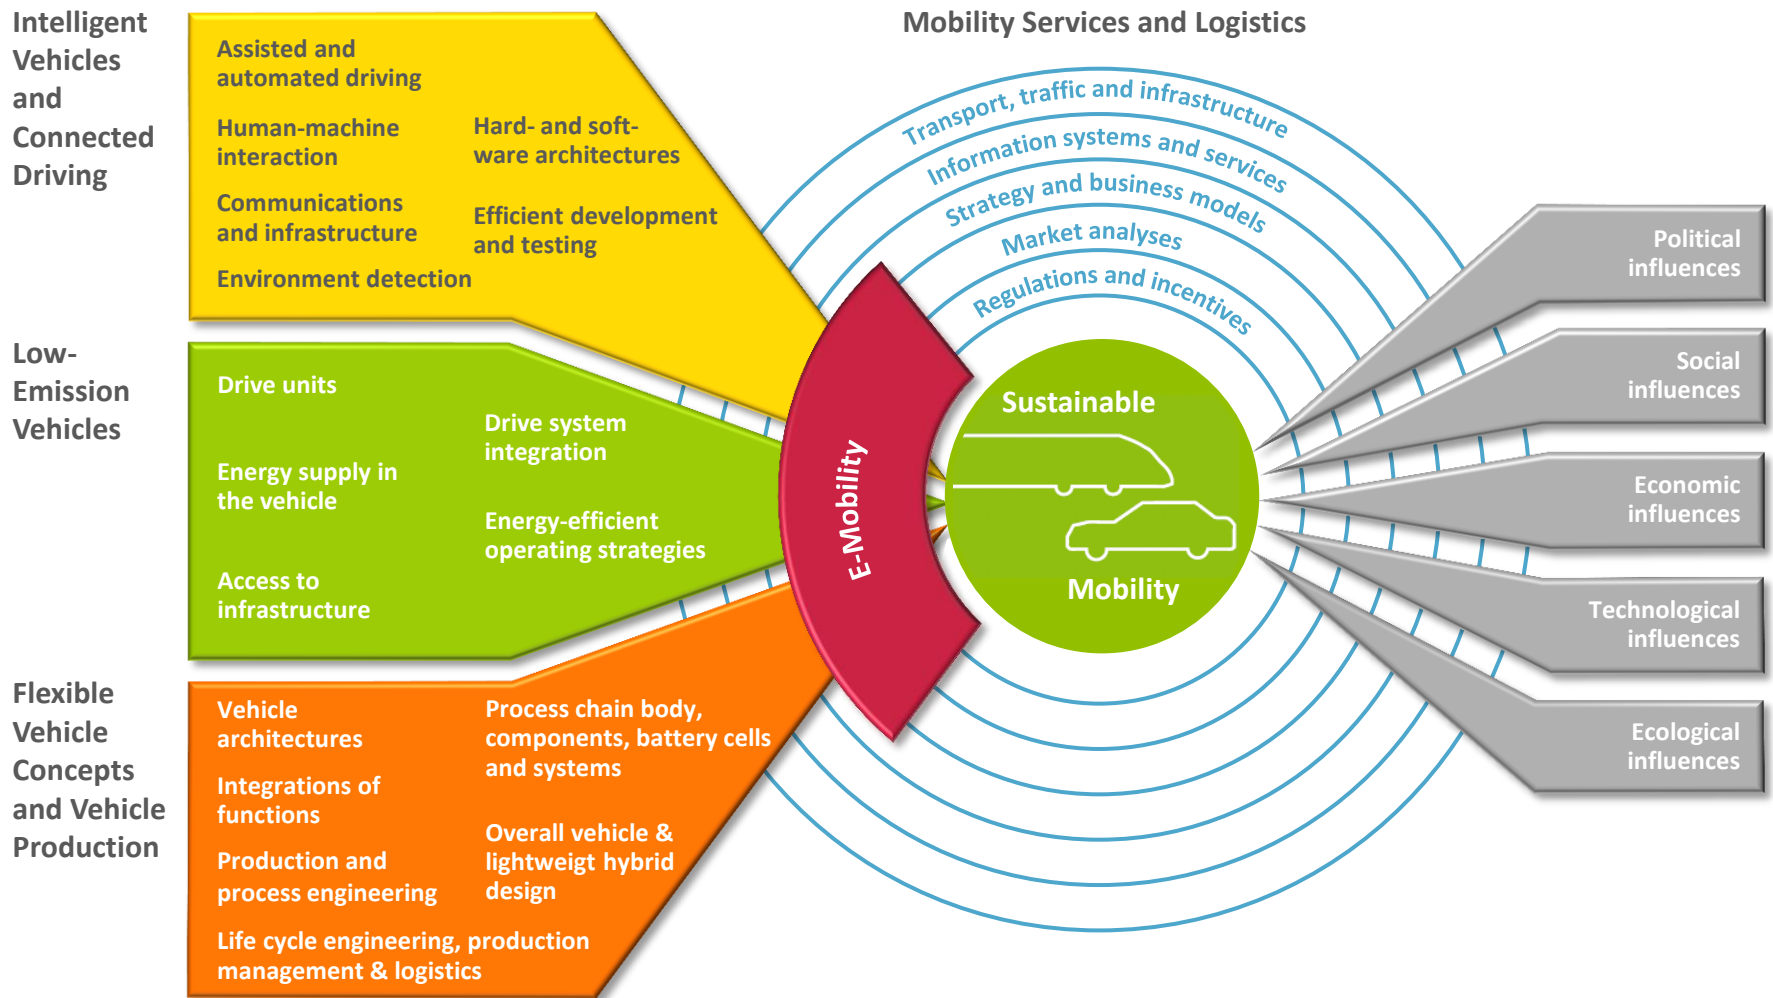 Intelligent
Vehicles
and
Connected
Driving
Assisted and
automated driving
Human-machine
interaction
Communications
and infrastructure
Environment detection
Hard- and soft-
ware architectures
Efficient development
and testing
Low-
Emission
Vehicles
Drive units
Energy supply in
the vehicle
Access to
infrastructure
Drive system
integration
Energy-efficient
operating strategies
Flexible
Vehicle
Concepts
and Vehicle
Production
Vehicle
architectures
Integrations of
functions
Production and
process engineering
Life cycle engineering, production
management & logistics
Process chain body,
components, battery cells
and systems
Overall vehicle &
lightweigt hybrid
design
E-Mobility
Mobility Services and Logistics
Transport, traffic and infrastructure
Information systems and services
Strategy and business models
Market analyses
Regulations and incentives
Sustainable
Mobility
Political
influences
Social
influences
Economic
influences
Technological
influences
Ecological
influences